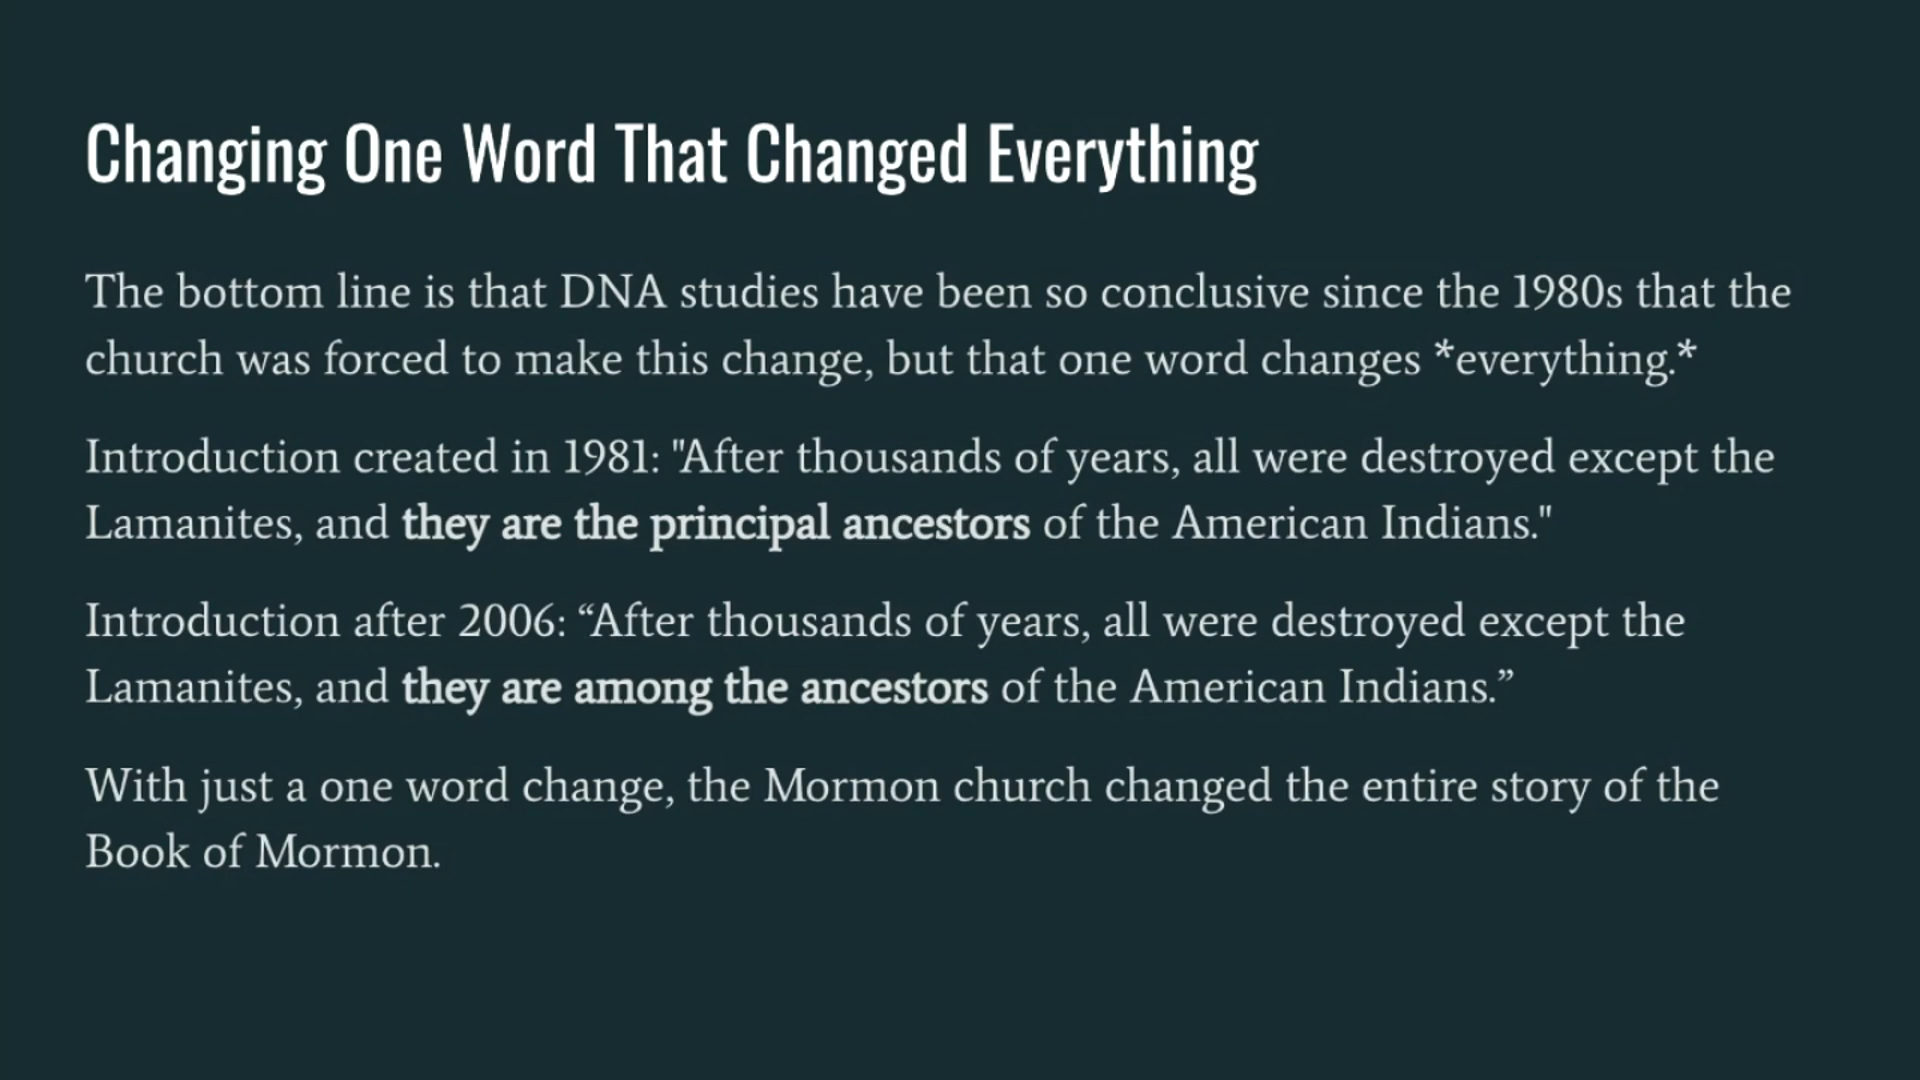 Changing One Word That Changed Everything
The bottom line is that DNA studies have been so conclusive since the 1980s that the
church was forced to make this change, but that one word changes *everything.*
Introduction created in 1981: "After thousands of years, all were destroyed except the
Lamanites, and they are the principal ancestors of the American Indians."
Introduction after 2006: “After thousands of years, all were destroyed except the
Lamanites, and they are among the ancestors of the American Indians.”
With just a one word change, the Mormon church changed the entire story of the
Book of Mormon.